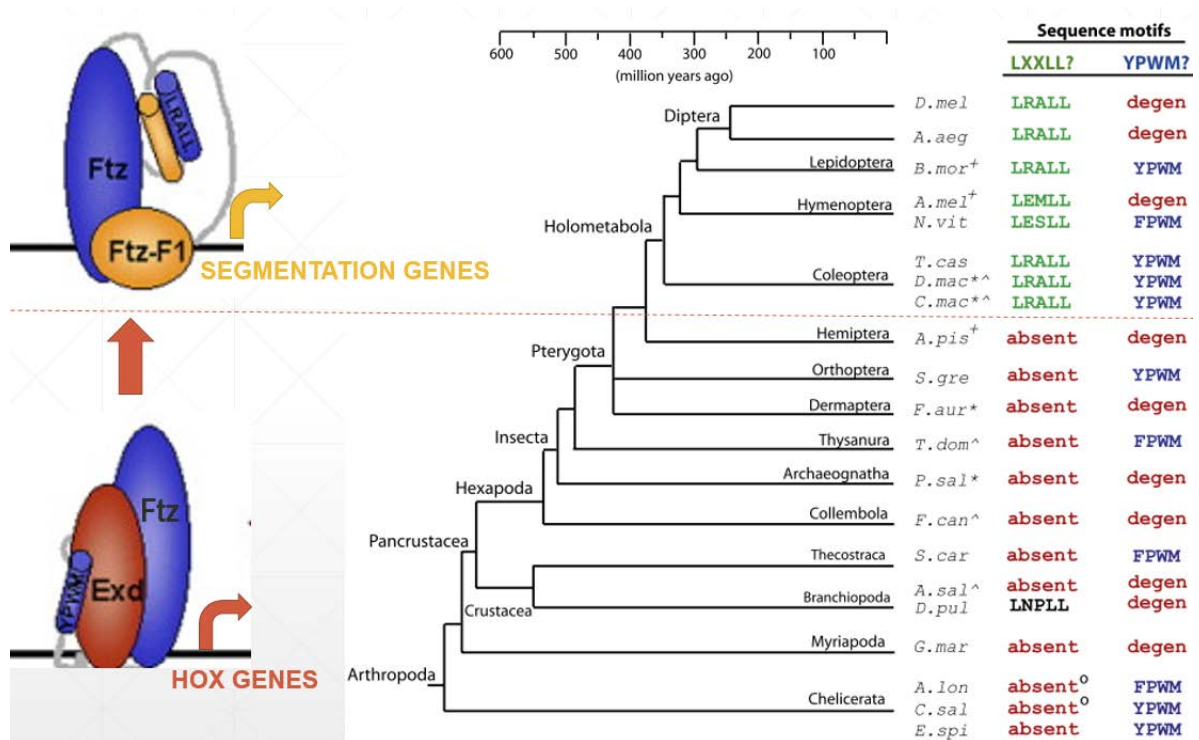 LRALL
Ftz
Ftz-F1
SEGMENTATION GENES
Ftz
Exd
YPWM
HOX GENES
600 500 400 300 200 100
(million years ago)
Sequence motifs
LXXLL? YPWM?
Diptera
D.mel LRALL degen
A.aeg LRALL degen
Lepidoptera B.mor+ LRALL YPWM
Hymenoptera A.mel+ LEMLL degen
N.vit LESLL FPWM
Holometabola
T.cas LRALL YPWM
Coleoptera D.mac*^ LRALL YPWM
C.mac*^ LRALL YPWM
Hemiptera A.pis+ absent degen
Pterygota
Orthoptera S.gre absent YPWM
Dermaptera F.aur* absent degen
Insecta
Thysanura T.dom^ absent FPWM
Archaeognatha P.sal* absent degen
Hexapoda
Collembola F.can^ absent degen
Pancrustacea
Thecostraca S.car absent FPWM
A.sal^ absent degen
Branchiopoda D.pul LNPLL degen
Crustacea
Myriapoda G.mar absent degen
Arthropoda
A.lon absent° FPWM
Chelicerata C.sal absent° YPWM
E.spi absent YPWM